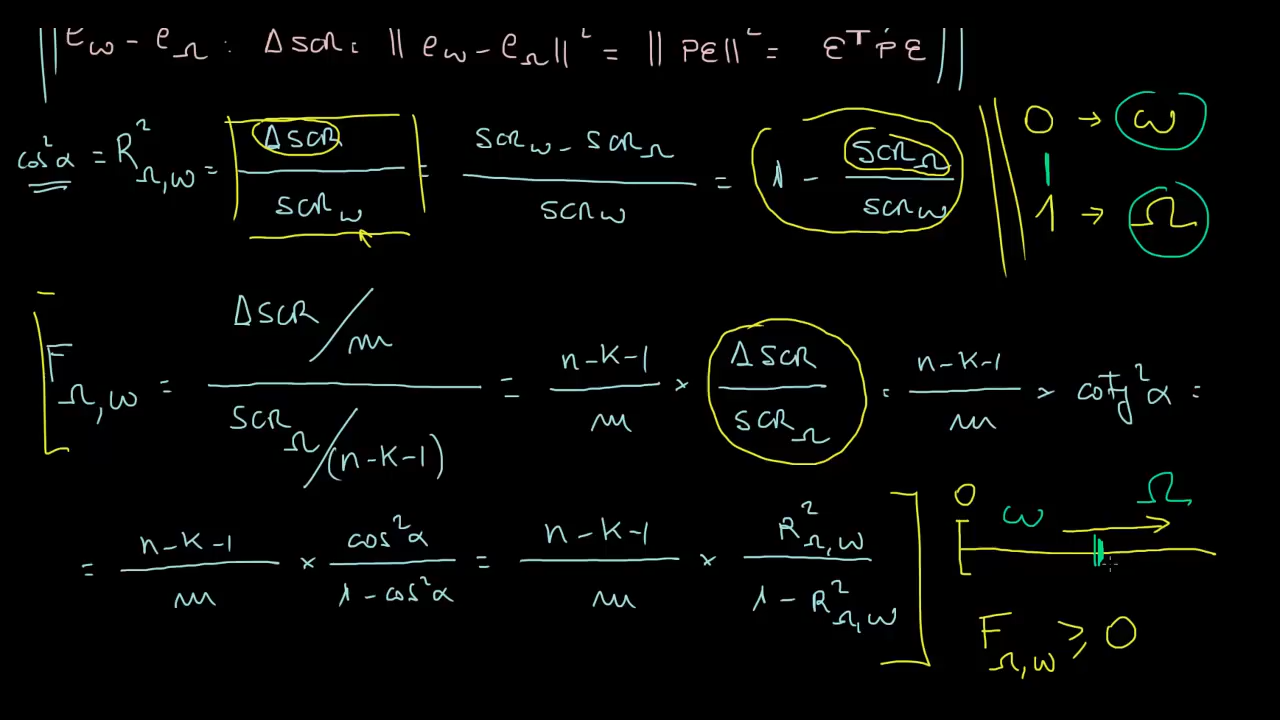 e_ω − e_Ω : ΔSCR : ‖ e_ω − e_Ω ‖² = ‖ Pε ‖² = εᵀPε
cos²α = R²_Ω,ω = ΔSCR / SCR_ω = (SCR_ω − SCR_Ω) / SCR_ω = 1 − SCR_Ω / SCR_ω
0 → ω
1 → Ω
F_Ω,ω = (ΔSCR / m) / (SCR_Ω / (n−K−1)) = (n−K−1) / m × ΔSCR / SCR_Ω = (n−K−1) / m × cotg²α =
= (n−K−1) / m × cos²α / (1 − cos²α) = (n−K−1) / m × R²_Ω,ω / (1 − R²_Ω,ω)
0 ω Ω
F_Ω,ω ⩾ 0